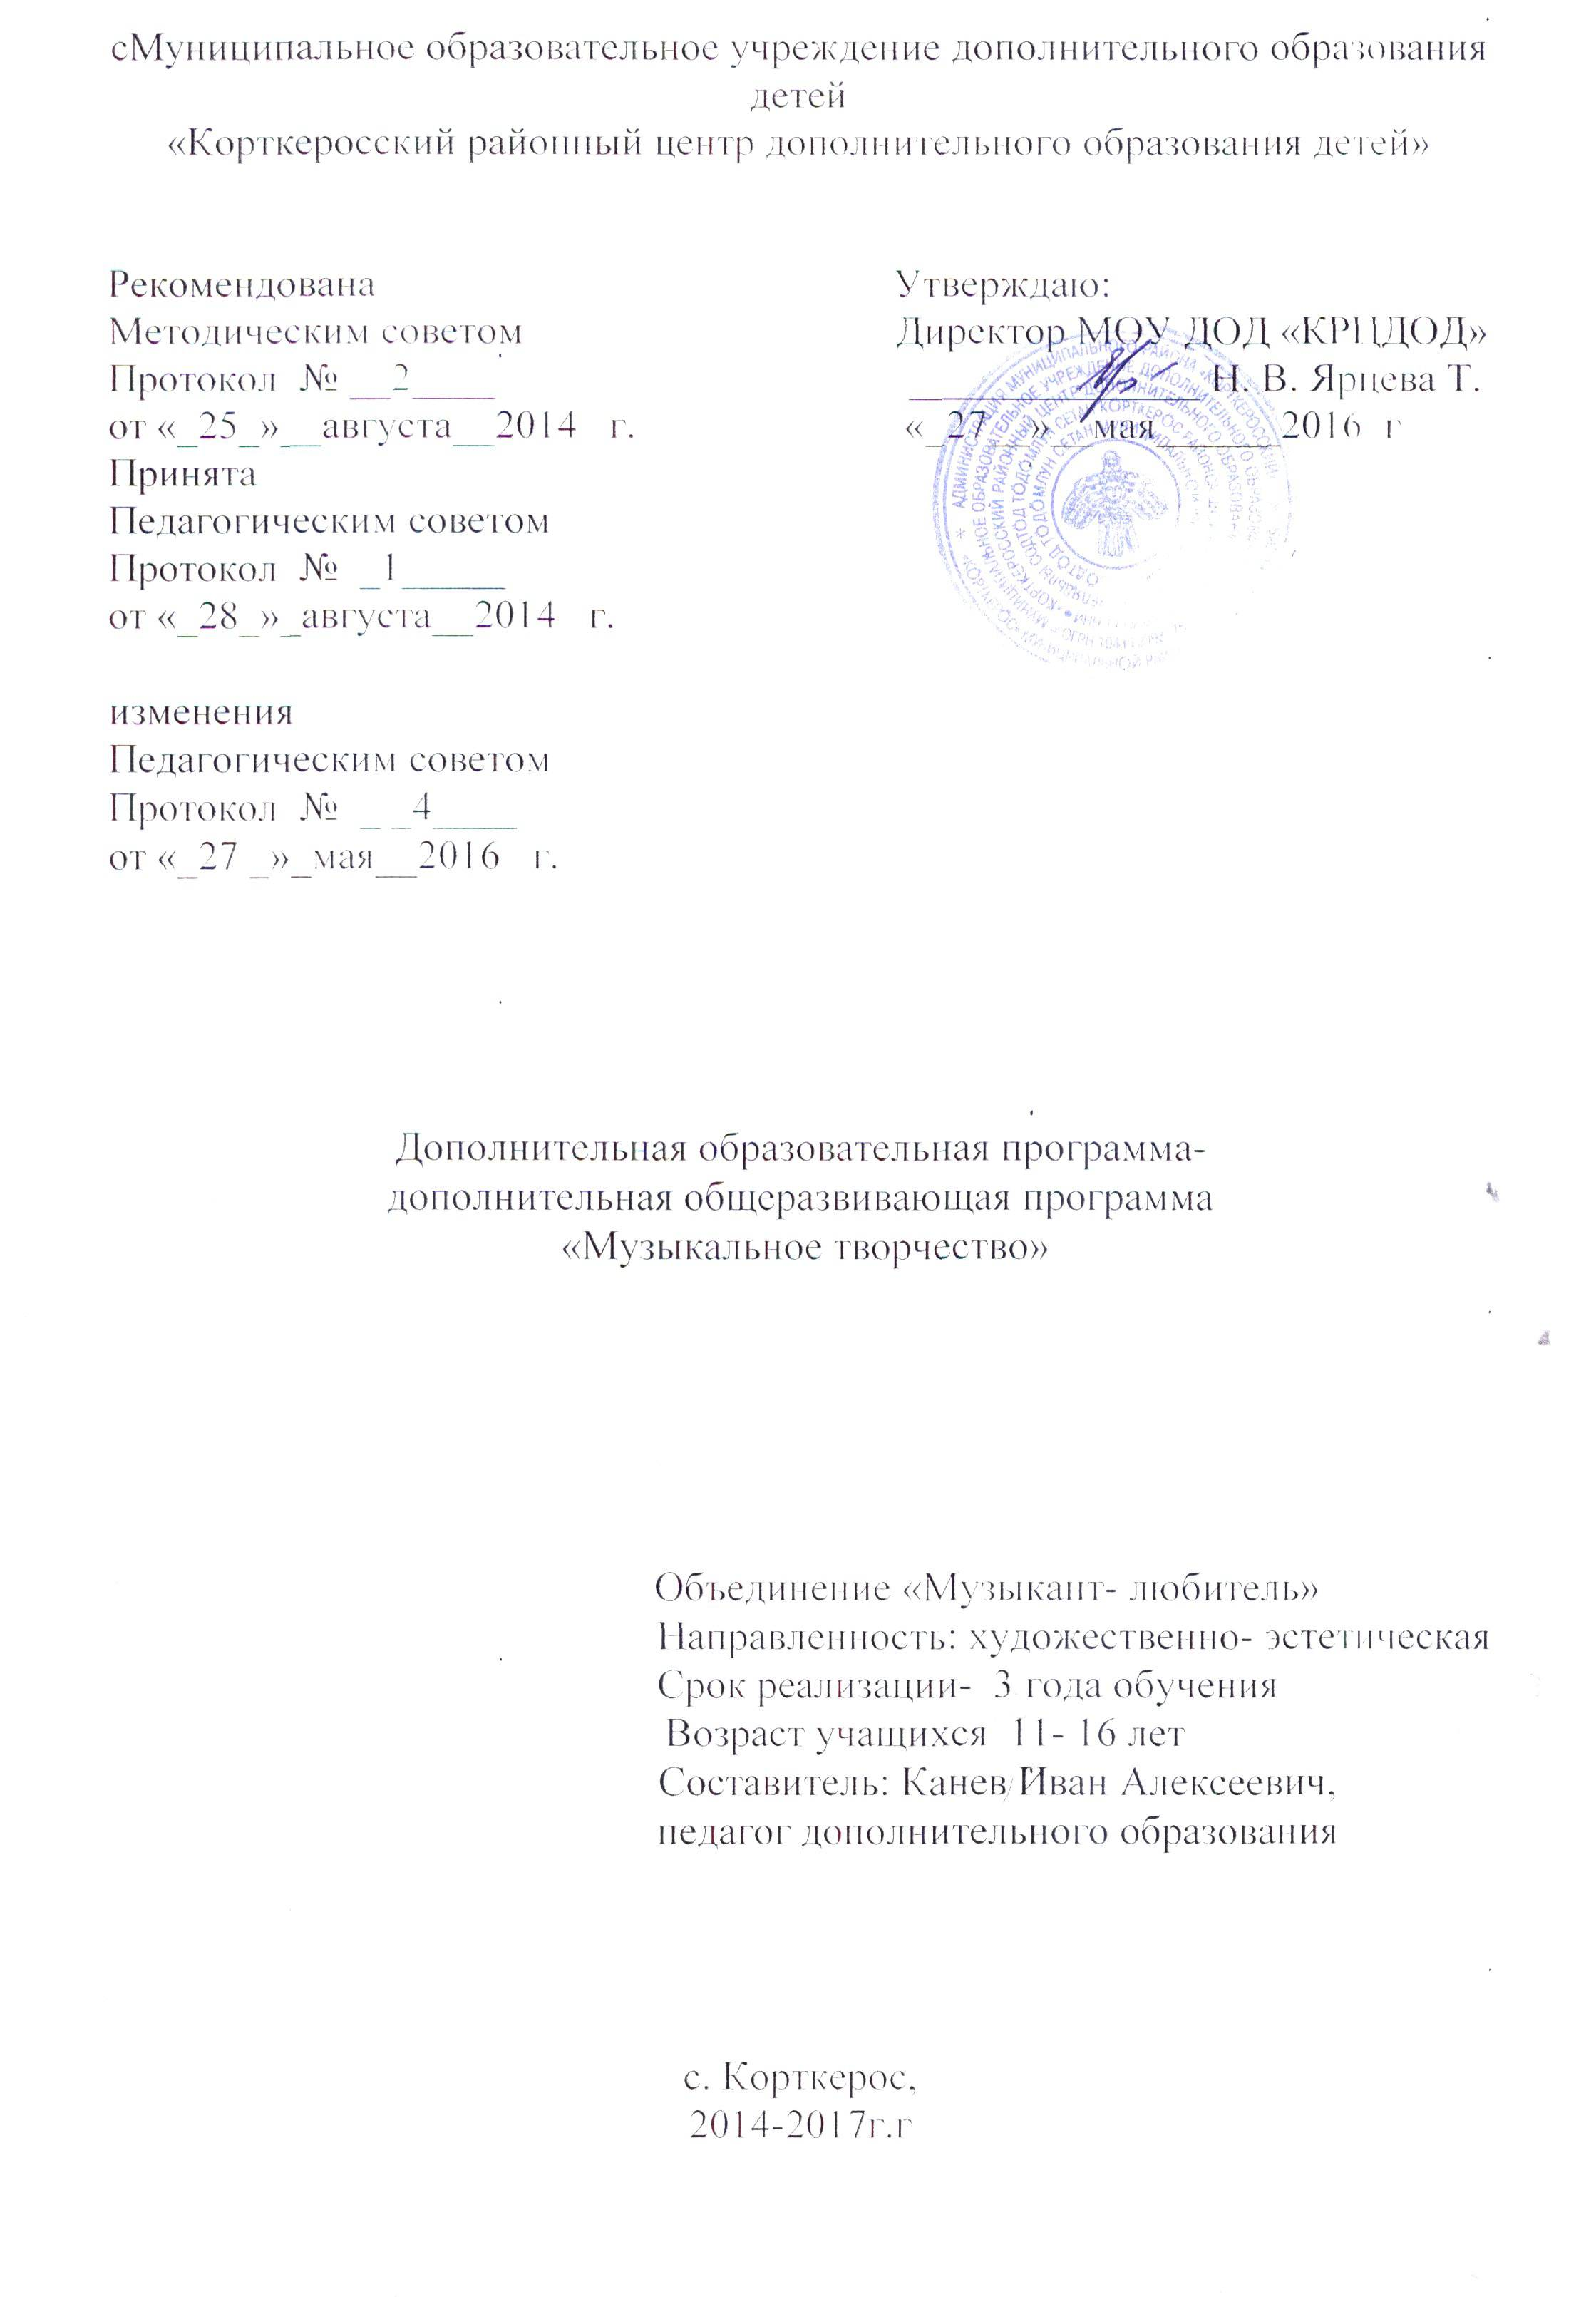 сМуниципальное образовательное учреждение дополнительного образования
детей
«Корткеросский районный центр дополнительного образования детей»
Рекомендована
Методическим советом
Протокол № __2____
от «_25_»__августа__2014 г.
Принята
Педагогическим советом
Протокол № _1_____
от «_28_»_августа__2014 г.
изменения
Педагогическим советом
Протокол № _ _4____
от «_27 _»_мая__2016 г.
Утверждаю:
Директор МОУ ДОД «КРЦДОД»
______________ Н. В. Ярцева Т.
«_27__»__мая______2016 г
Дополнительная образовательная программа-
дополнительная общеразвивающая программа
«Музыкальное творчество»
Объединение «Музыкант- любитель»
Направленность: художественно- эстетическая
Срок реализации- 3 года обучения
Возраст учащихся 11- 16 лет
Составитель: Канев Иван Алексеевич,
педагог дополнительного образования
с. Корткерос,
2014-2017г.г